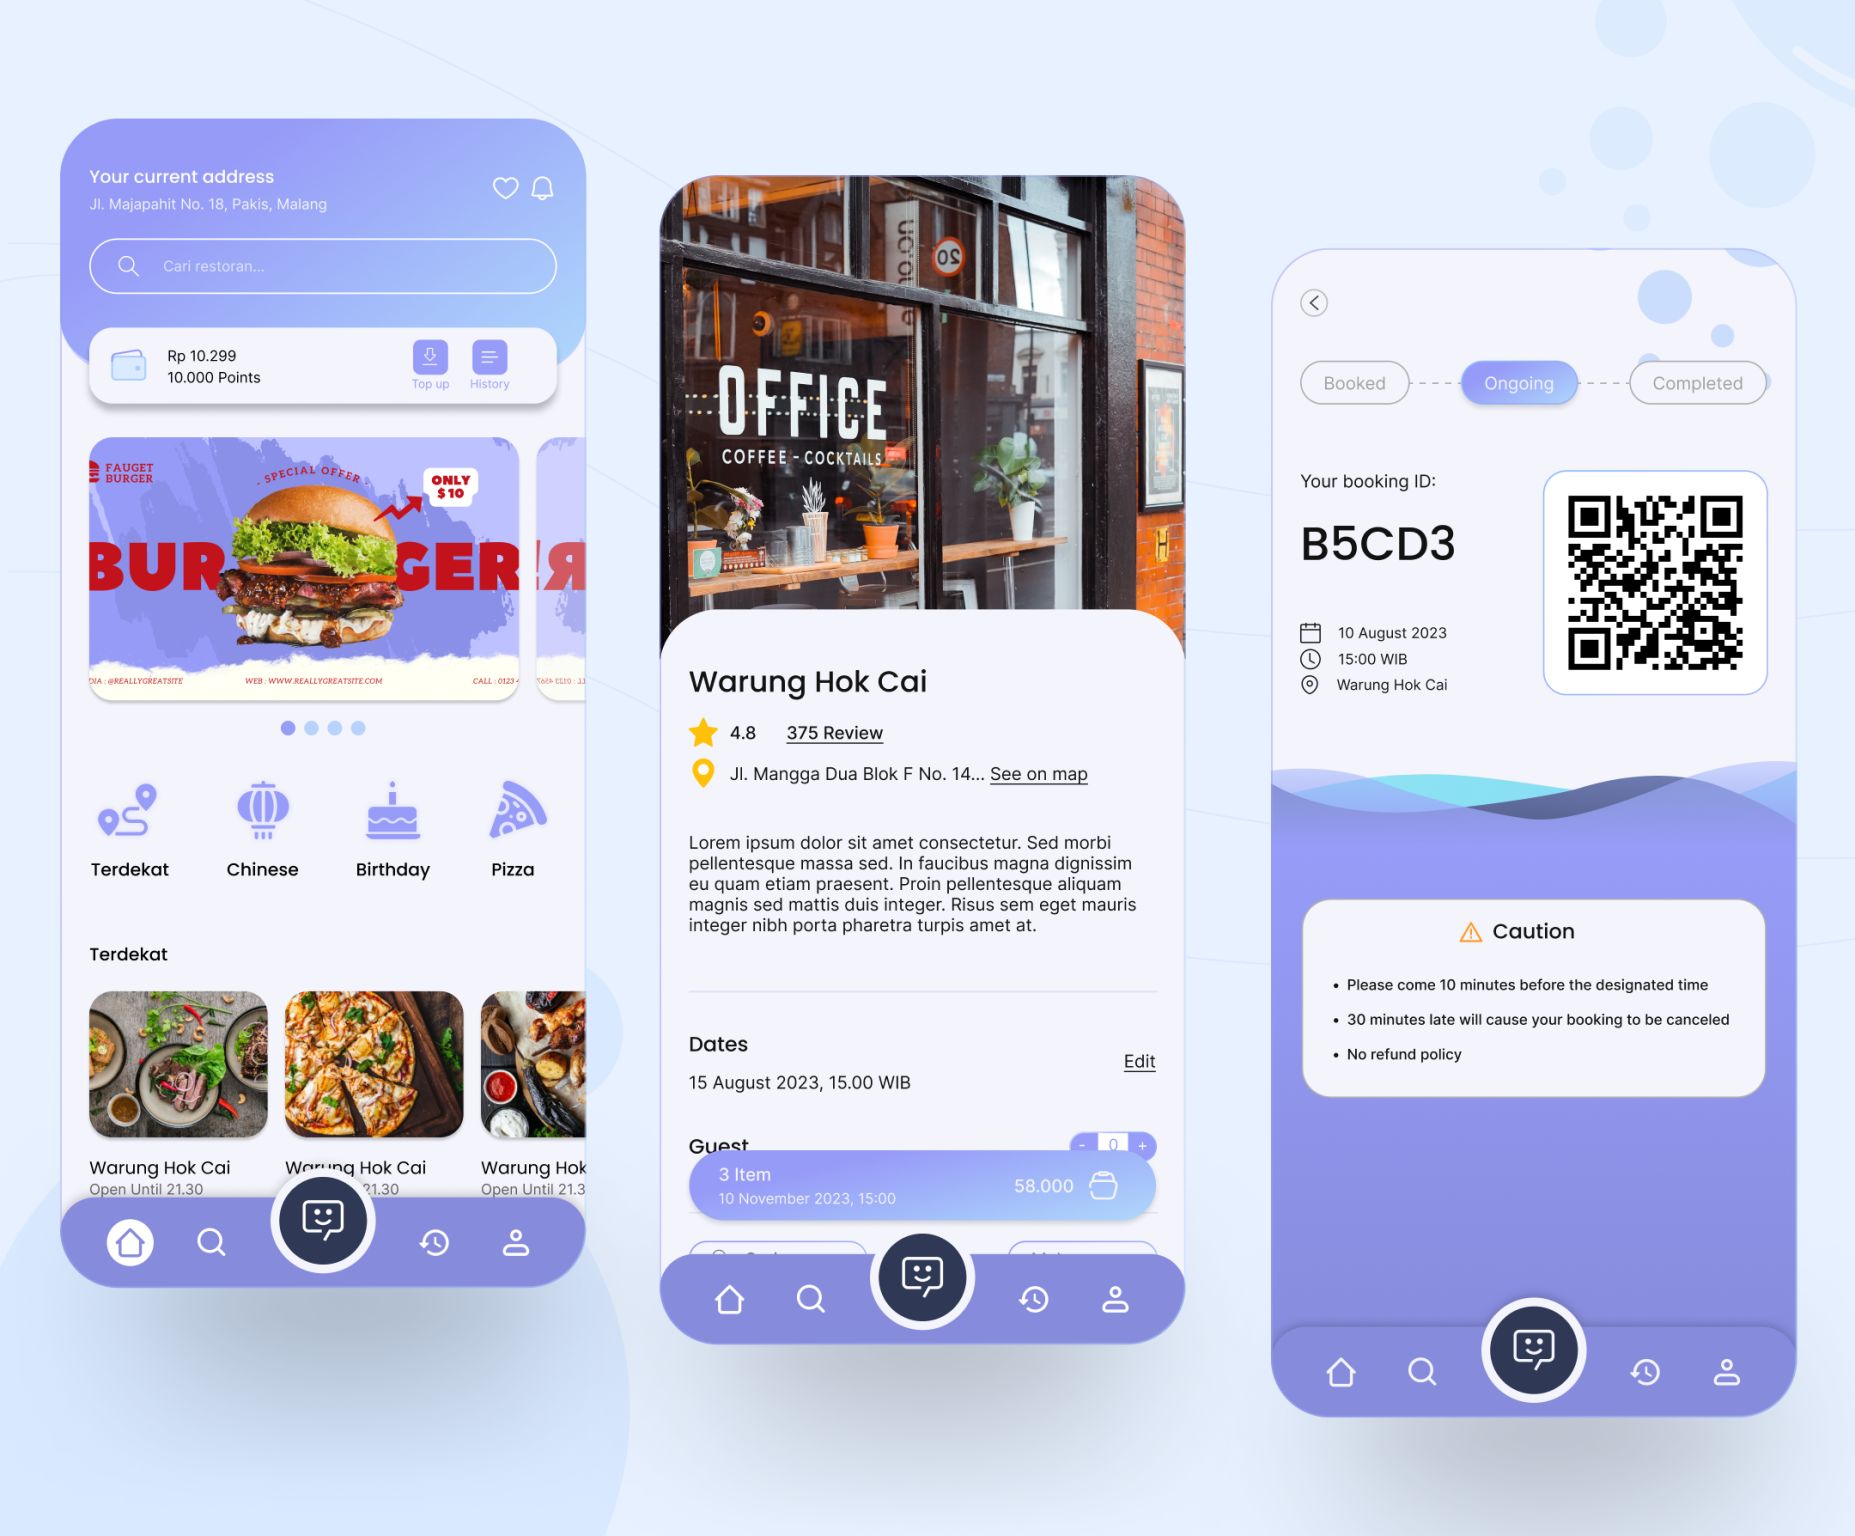 Your current address
Jl. Majapahit No. 18, Pakis, Malang
Cari restoran...
Rp 10.299
10.000 Points
Top up
History
FAUGET
BURGER
- SPECIAL OFFER -
ONLY
$10
BURGER!
DIA : @REALLYGREATSITE
WEB : WWW.REALLYGREATSITE.COM
CALL : 0123
Terdekat
Chinese
Birthday
Pizza
Terdekat
Warung Hok Cai
Open Until 21.30
Warung Hok Cai
21.30
Warung Hok
Open Until 21.3
20
OFFICE
COFFEE - COCKTAILS
Warung Hok Cai
4.8
375 Review
Jl. Mangga Dua Blok F No. 14... See on map
Lorem ipsum dolor sit amet consectetur. Sed morbi
pellentesque massa sed. In faucibus magna dignissim
eu quam etiam praesent. Proin pellentesque aliquam
magnis sed mattis duis integer. Risus sem eget mauris
integer nibh porta pharetra turpis amet at.
Dates
15 August 2023, 15.00 WIB
Edit
Guest
- 0 +
3 Item
10 November 2023, 15:00
58.000
Booked
Ongoing
Completed
Your booking ID:
B5CD3
10 August 2023
15:00 WIB
Warung Hok Cai
Caution
• Please come 10 minutes before the designated time
• 30 minutes late will cause your booking to be canceled
• No refund policy